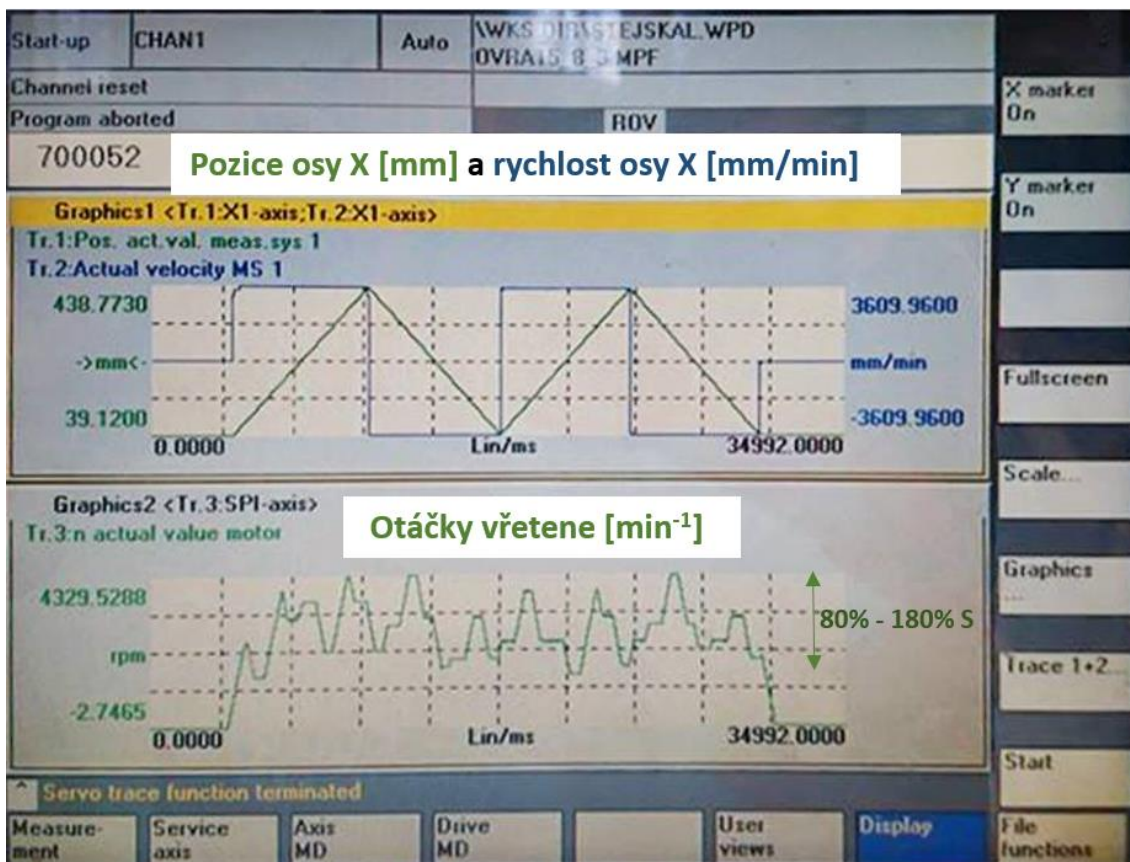 Start-up CHAN1 Auto \WKS DIR\STEJSKAL.WPD
OVRA15_8_3 MPF
Channel reset
Program aborted ROV
700052
Pozice osy X [mm] a rychlost osy X [mm/min]
Graphics1 <Tr.1:X1-axis;Tr.2:X1-axis>
Tr.1:Pos. act.val. meas.sys 1
Tr.2:Actual velocity MS 1
438.7730 3609.9600
->mm<- mm/min
39.1200 -3609.9600
0.0000 Lin/ms 34992.0000
Graphics2 <Tr.3:SPI-axis>
Otáčky vřetene [min-1]
Tr.3:n actual value motor
4329.5288
80% - 180% S
rpm
-2.7465
0.0000 Lin/ms 34992.0000
^ Servo trace function terminated
X marker
On
Y marker
On
Fullscreen
Scale...
Graphics
...
Trace 1+2...
Start
File
functions
Measure-
ment
Service
axis
Axis
MD
Drive
MD
User
views
Display